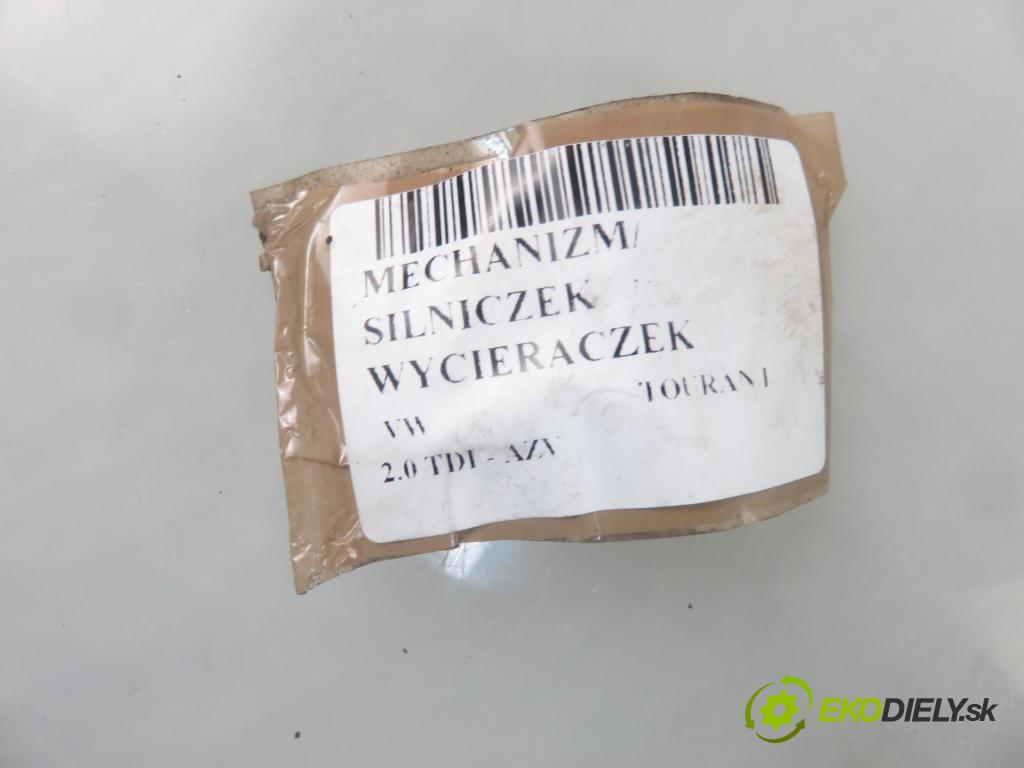 MECHANIZM/
SILNICZEK
WYCIERACZEK
VW TOURAN I
2.0 TDI - AZV
EKODIELY.sk